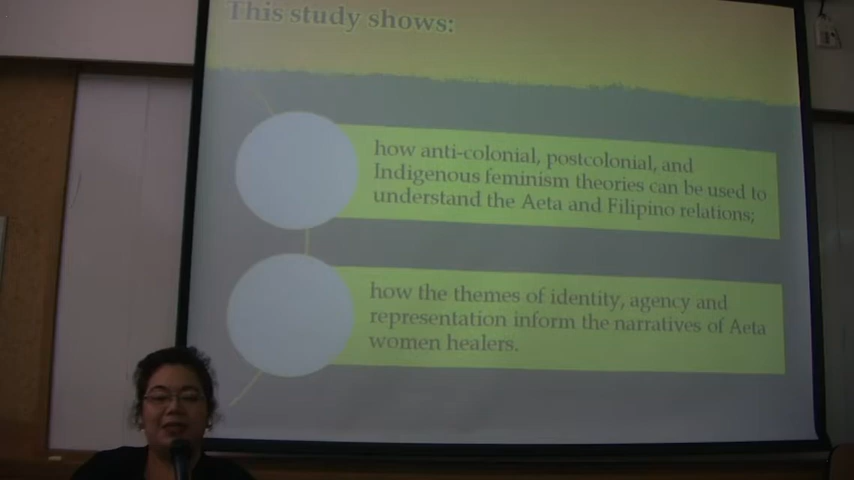 This study shows:
how anti-colonial, postcolonial, and
Indigenous feminism theories can be used to
understand the Aeta and Filipino relations;
how the themes of identity, agency and
representation inform the narratives of Aeta
women healers.